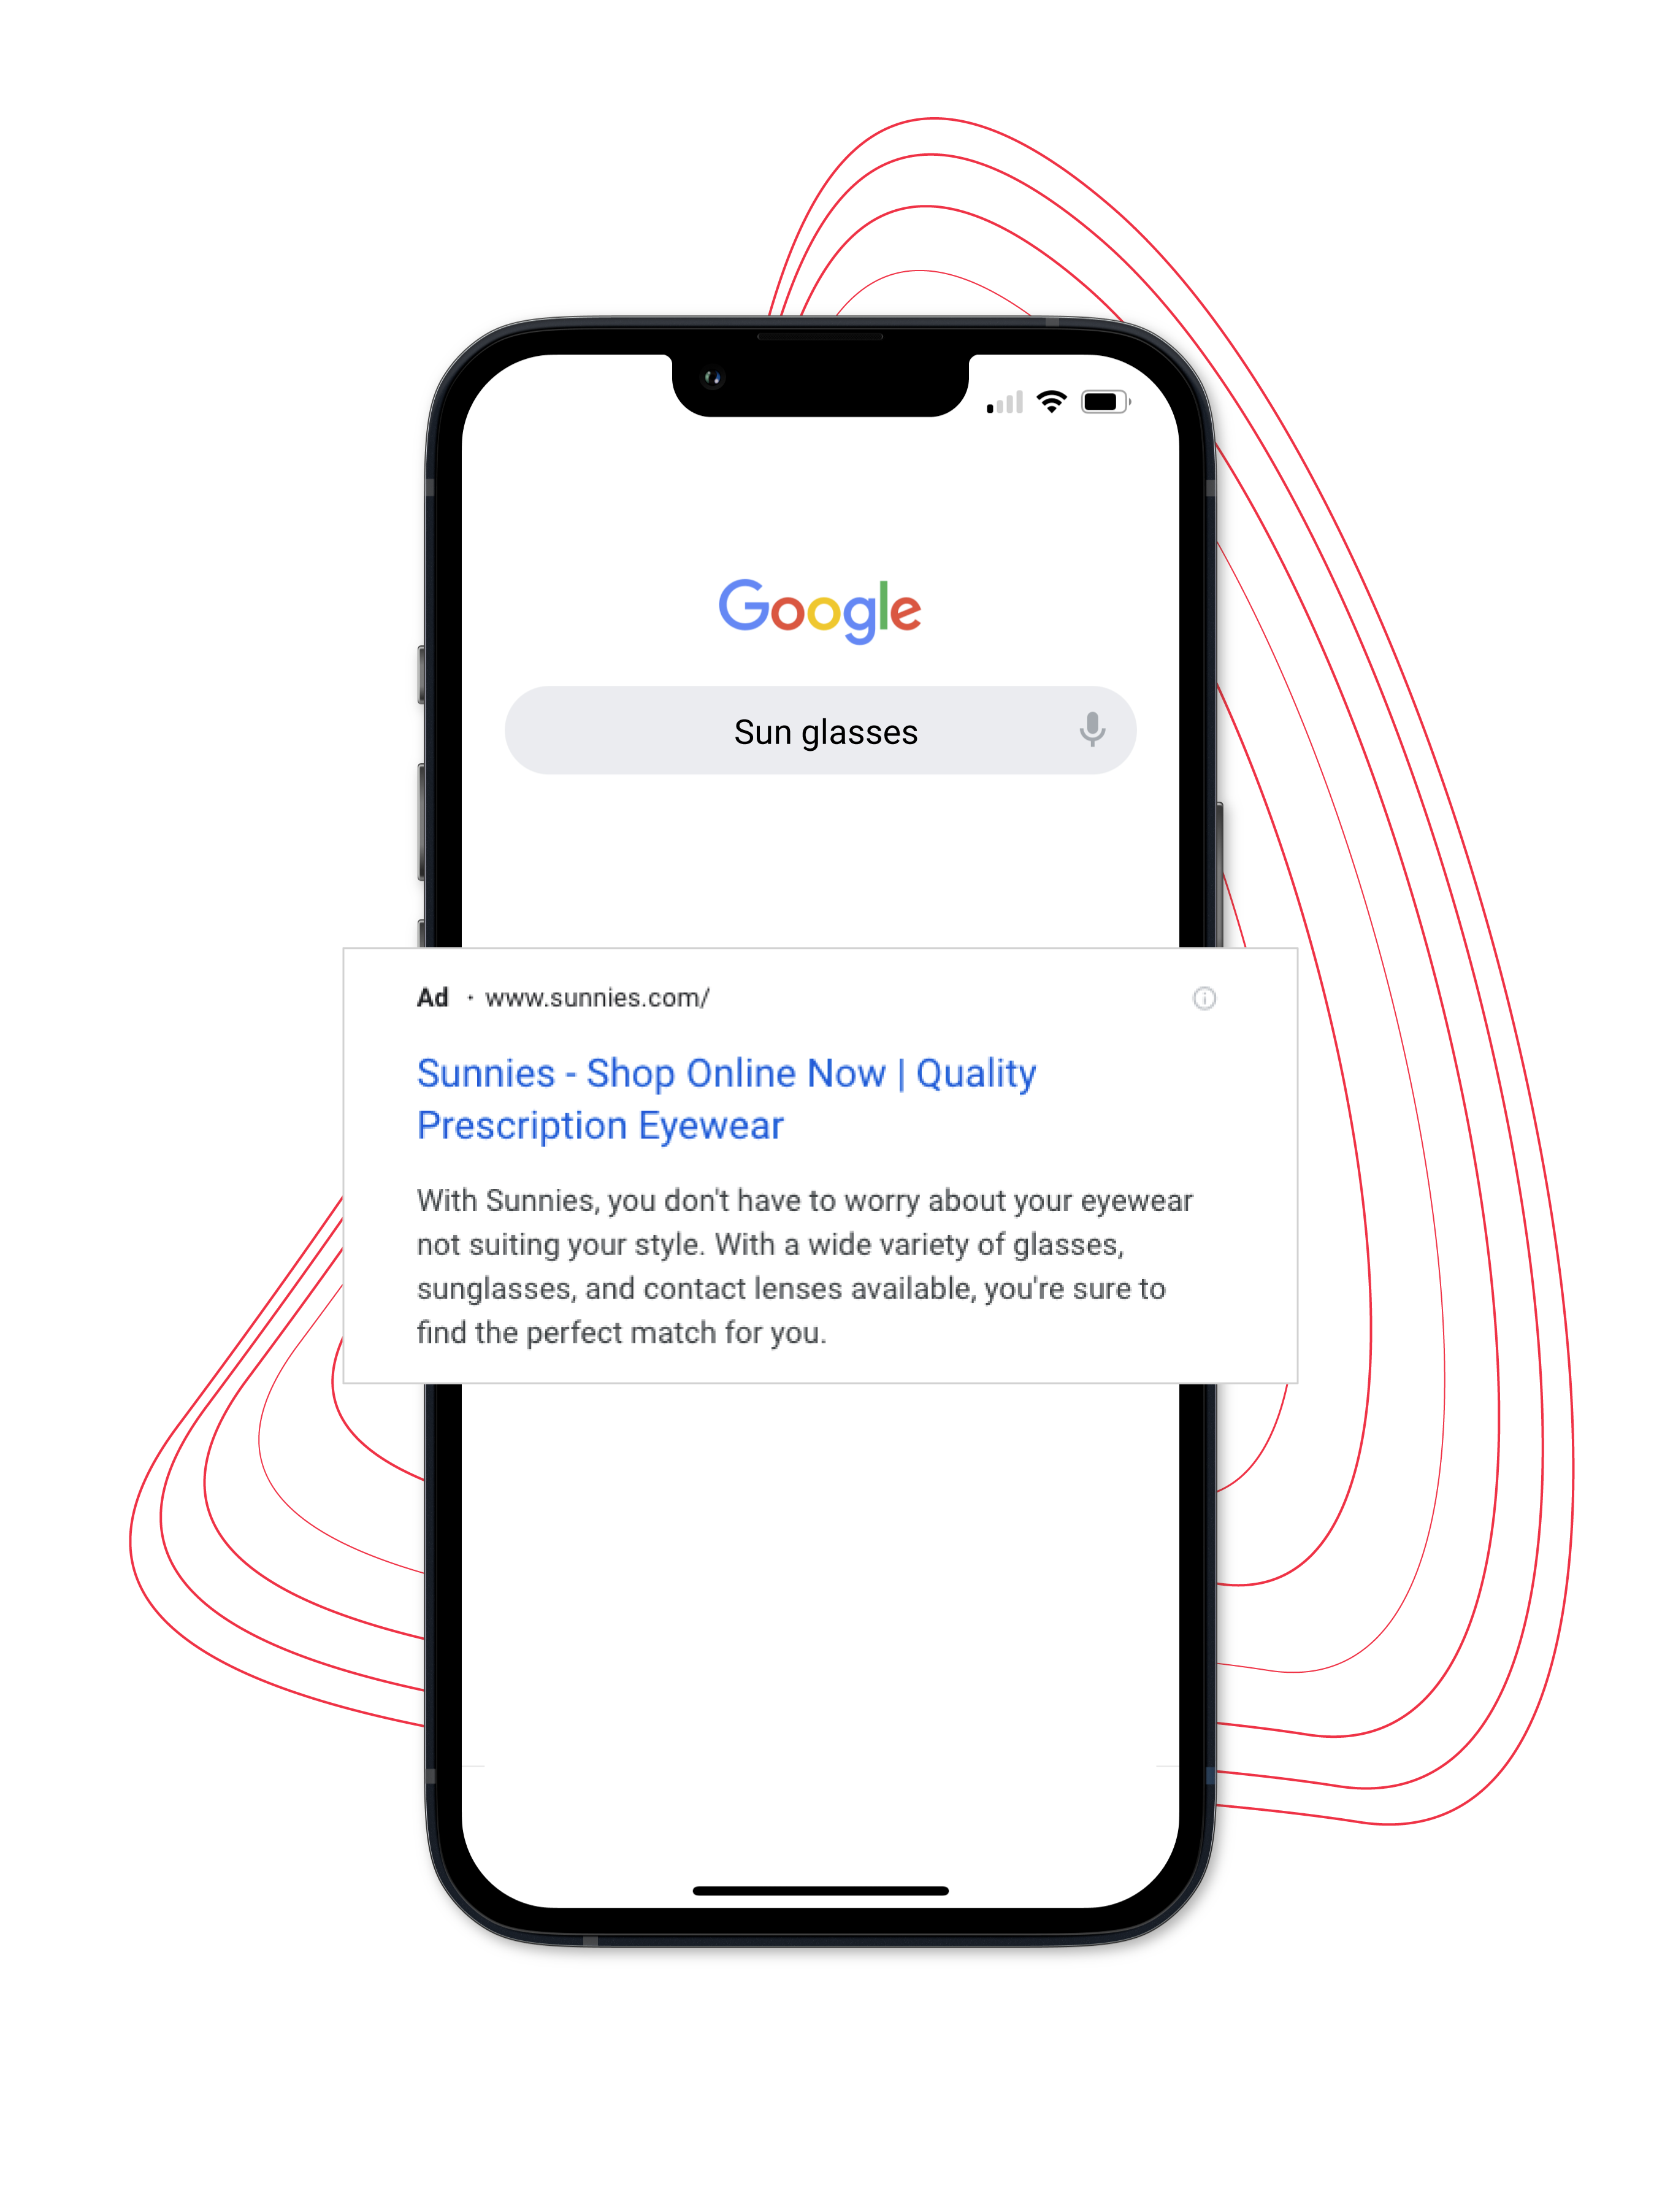 Google
Sun glasses
Ad · www.sunnies.com/
Sunnies - Shop Online Now | Quality
Prescription Eyewear
With Sunnies, you don't have to worry about your eyewear
not suiting your style. With a wide variety of glasses,
sunglasses, and contact lenses available, you're sure to
find the perfect match for you.